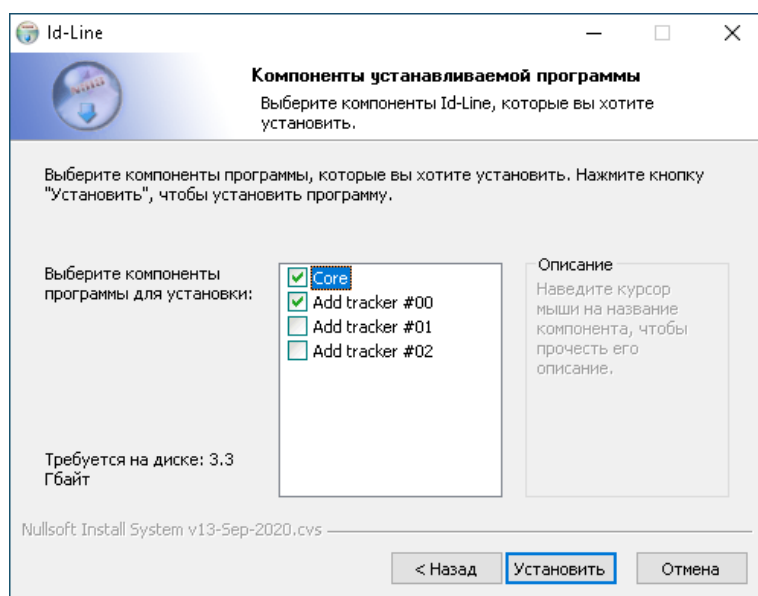 Id-Line
Компоненты устанавливаемой программы
Выберите компоненты Id-Line, которые вы хотите
установить.
Выберите компоненты программы, которые вы хотите установить. Нажмите кнопку
"Установить", чтобы установить программу.
Выберите компоненты
программы для установки:
Core
Add tracker #00
Add tracker #01
Add tracker #02
Описание
Наведите курсор
мыши на название
компонента, чтобы
прочесть его
описание.
Требуется на диске: 3.3
Гбайт
Nullsoft Install System v13-Sep-2020.cvs
< Назад
Установить
Отмена